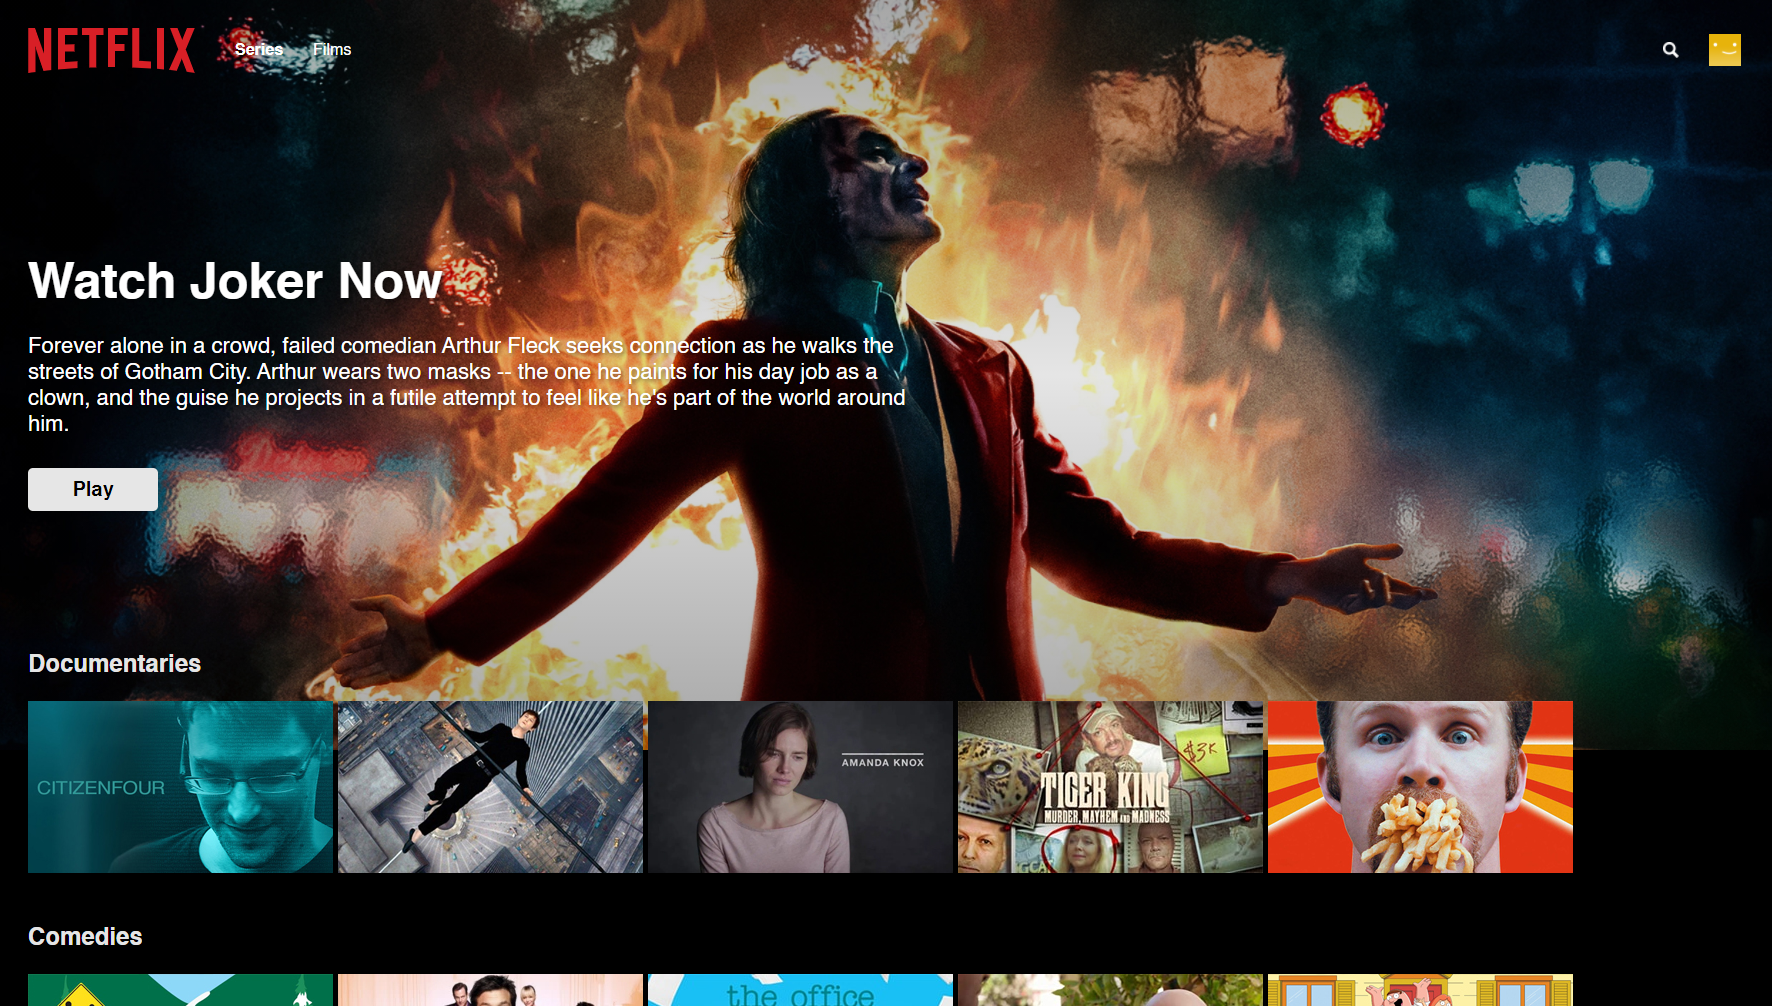 NETFLIX
Series
Films
Watch Joker Now
Forever alone in a crowd, failed comedian Arthur Fleck seeks connection as he walks the
streets of Gotham City. Arthur wears two masks -- the one he paints for his day job as a
clown, and the guise he projects in a futile attempt to feel like he's part of the world around
him.
Play
Documentaries
CITIZENFOUR
AMANDA KNOX
$3K
TIGER KING
MURDER, MAYHEM AND MADNESS
Comedies
the office